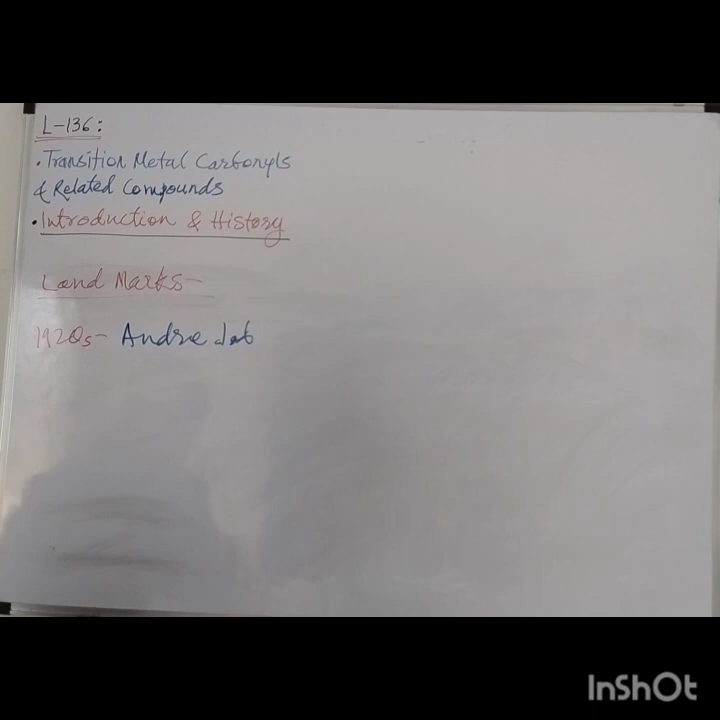 L-136:
• Transition Metal Carbonyls
& Related Compounds
• Introduction & History
Land Marks-
1920s- Andre Job
InShOt